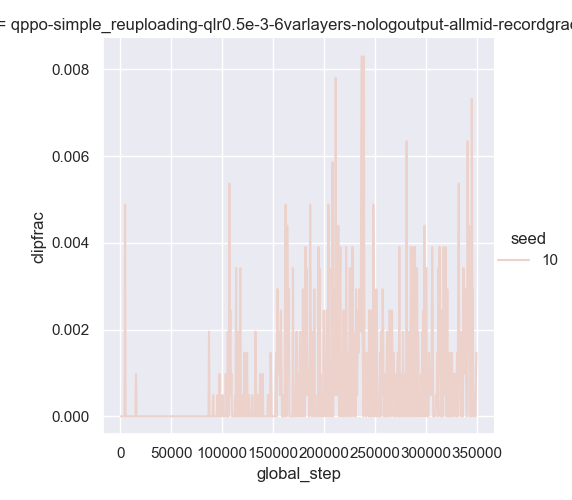 = qppo-simple_reuploading-qlr0.5e-3-6varlayers-nologoutput-allmid-recordgrad
0.008
0.006
0.004
0.002
0.000
clipfrac
0 50000 100000 150000 200000 250000 300000 350000
global_step
seed
10